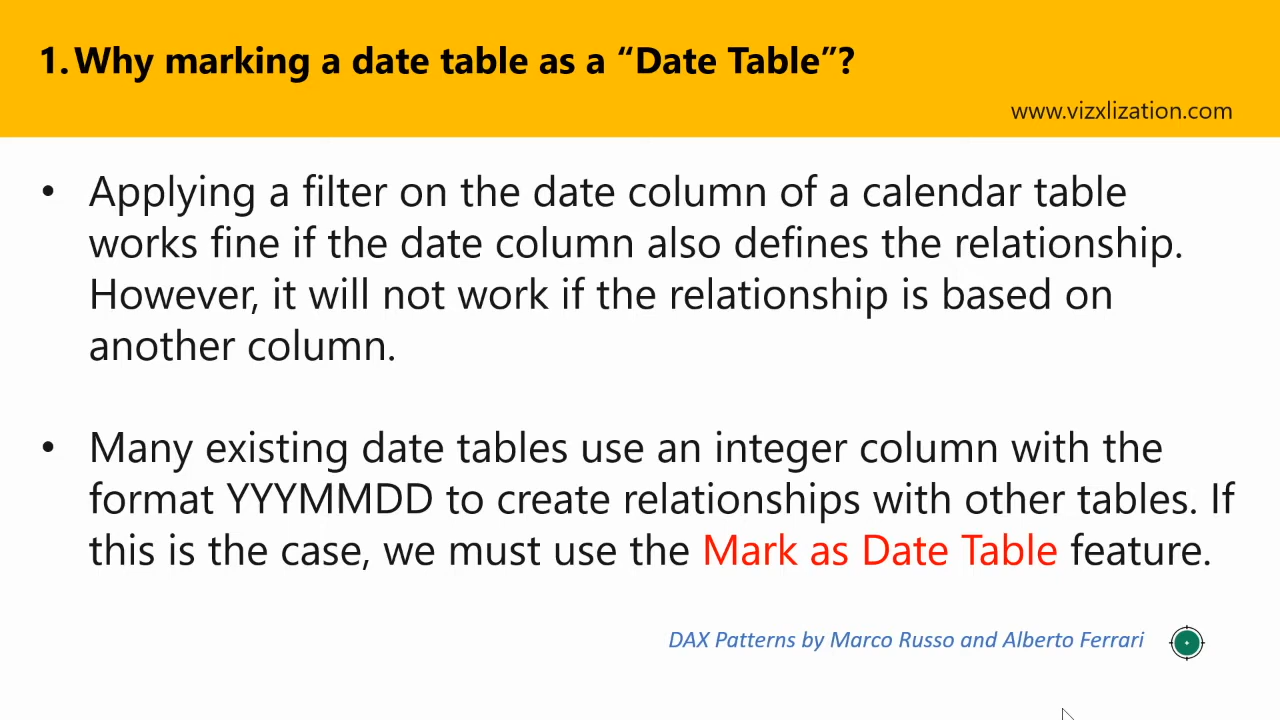 1. Why marking a date table as a “Date Table”?
www.vizxlization.com
• Applying a filter on the date column of a calendar table
works fine if the date column also defines the relationship.
However, it will not work if the relationship is based on
another column.
• Many existing date tables use an integer column with the
format YYYMMDD to create relationships with other tables. If
this is the case, we must use the Mark as Date Table feature.
DAX Patterns by Marco Russo and Alberto Ferrari